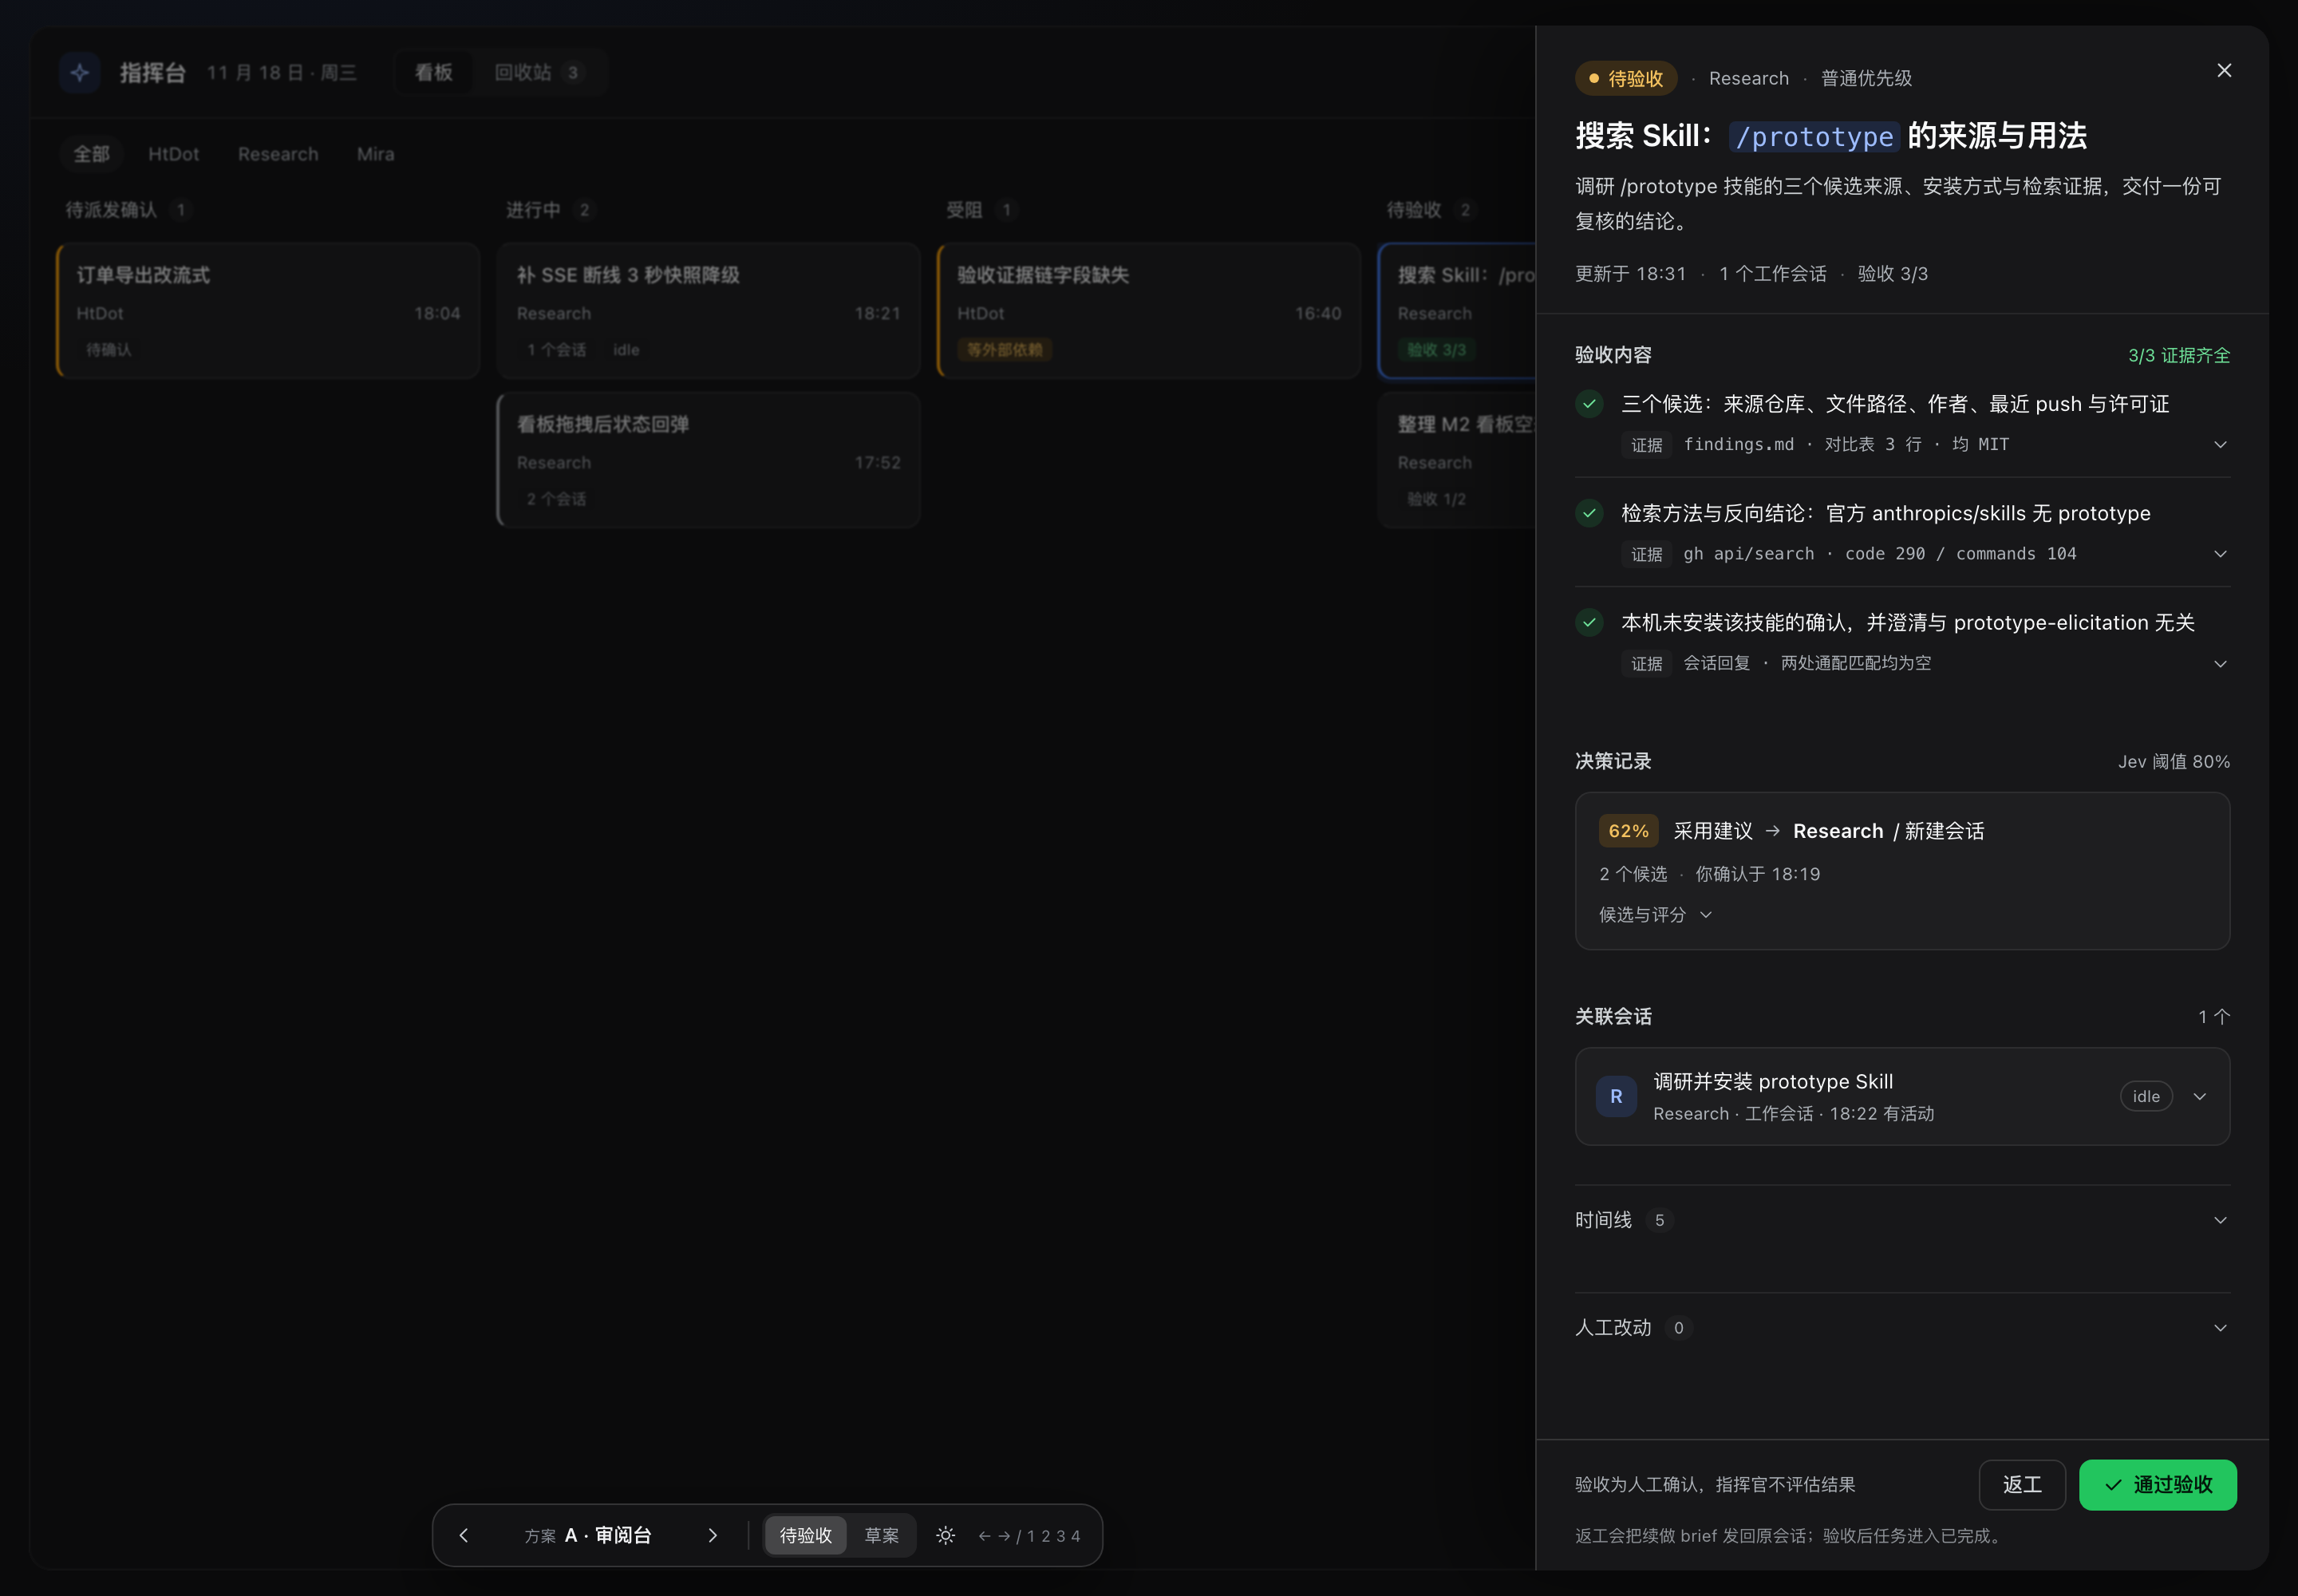 指挥台 11 月 18 日 · 周三 看板 回收站 3
全部 HtDot Research Mira
待派发确认 1
订单导出改流式
HtDot 18:04
待确认
进行中 2
补 SSE 断线 3 秒快照降级
Research 18:21
1 个会话 idle
看板拖拽后状态回弹
Research 17:52
2 个会话
受阻 1
验收证据链字段缺失
HtDot 16:40
等外部依赖
待验收 2
搜索 Skill：/pro
Research
验收 3/3
整理 M2 看板空
Research
验收 1/2
待验收 · Research · 普通优先级
搜索 Skill： /prototype 的来源与用法
调研 /prototype 技能的三个候选来源、安装方式与检索证据，交付一份可
复核的结论。
更新于 18:31 · 1 个工作会话 · 验收 3/3
验收内容 3/3 证据齐全
三个候选：来源仓库、文件路径、作者、最近 push 与许可证
证据 findings.md · 对比表 3 行 · 均 MIT
检索方法与反向结论：官方 anthropics/skills 无 prototype
证据 gh api/search · code 290 / commands 104
本机未安装该技能的确认，并澄清与 prototype-elicitation 无关
证据 会话回复 · 两处通配匹配均为空
决策记录 Jev 阈值 80%
62% 采用建议 → Research / 新建会话
2 个候选 · 你确认于 18:19
候选与评分
关联会话 1 个
R 调研并安装 prototype Skill
Research · 工作会话 · 18:22 有活动
idle
时间线 5
人工改动 0
验收为人工确认，指挥官不评估结果 返工 通过验收
返工会把续做 brief 发回原会话；验收后任务进入已完成。
方案 A · 审阅台 待验收 草案 ← → / 1 2 3 4